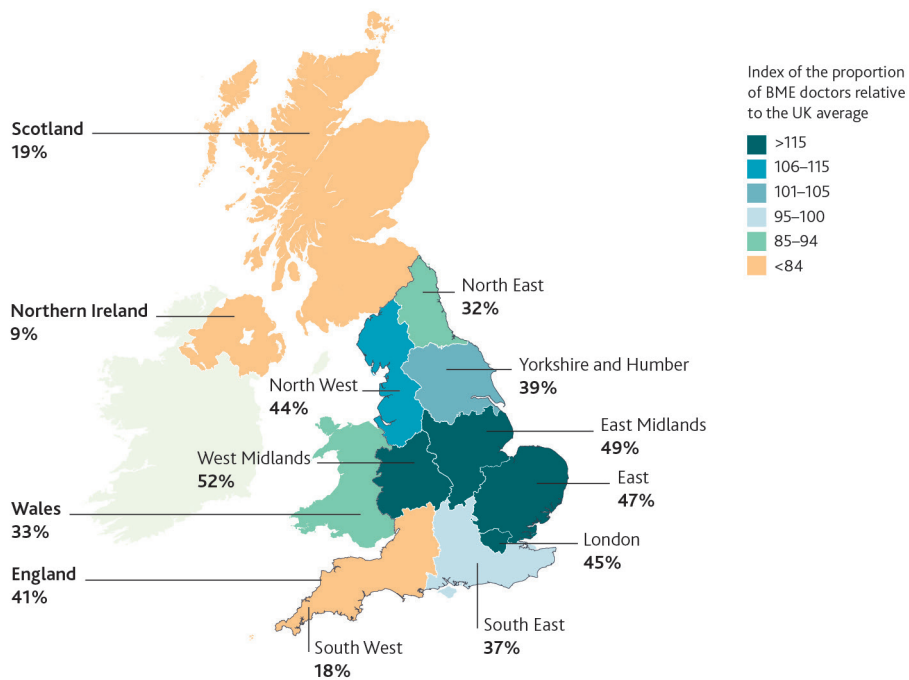 Index of the proportion
of BME doctors relative
to the UK average
>115
106–115
101–105
95–100
85–94
<84
Scotland
19%
Northern Ireland
9%
North East
32%
Yorkshire and Humber
39%
North West
44%
East Midlands
49%
West Midlands
52%
East
47%
Wales
33%
London
45%
England
41%
South East
37%
South West
18%